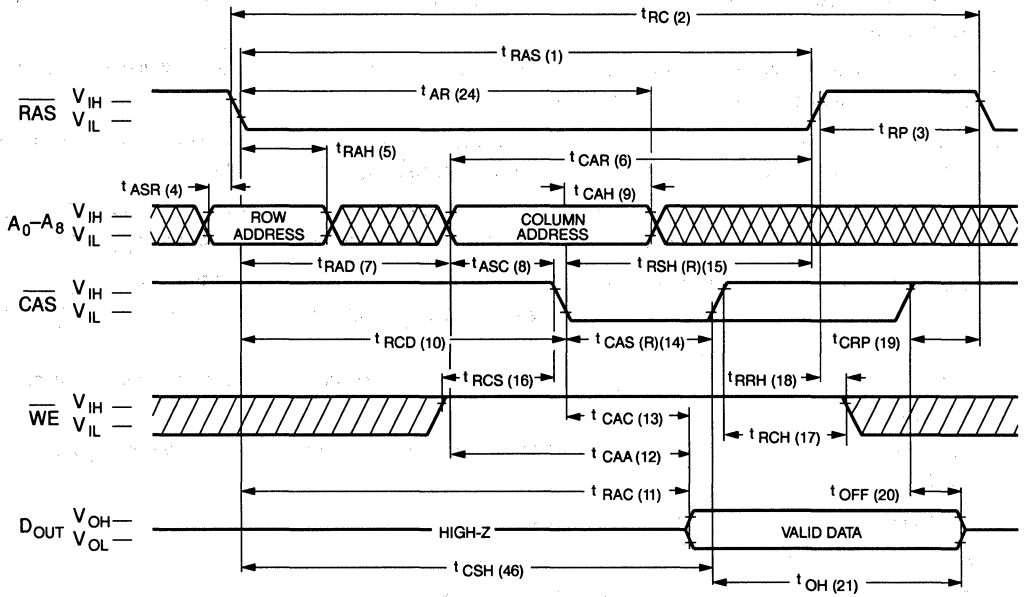 t RC (2)
t RAS (1)
t AR (24)
RAS V IH
V IL
t RP (3)
t RAH (5)
t CAR (6)
t ASR (4)
t CAH (9)
A0–A8 V IH
V IL
ROW ADDRESS
COLUMN ADDRESS
t RAD (7)
t ASC (8)
t RSH (R)(15)
CAS V IH
V IL
t RCD (10)
t CAS (R)(14)
t CRP (19)
t RCS (16)
t RRH (18)
WE V IH
V IL
t CAC (13)
t RCH (17)
t CAA (12)
t RAC (11)
t OFF (20)
DOUT V OH
V OL
HIGH-Z
VALID DATA
t CSH (46)
t OH (21)